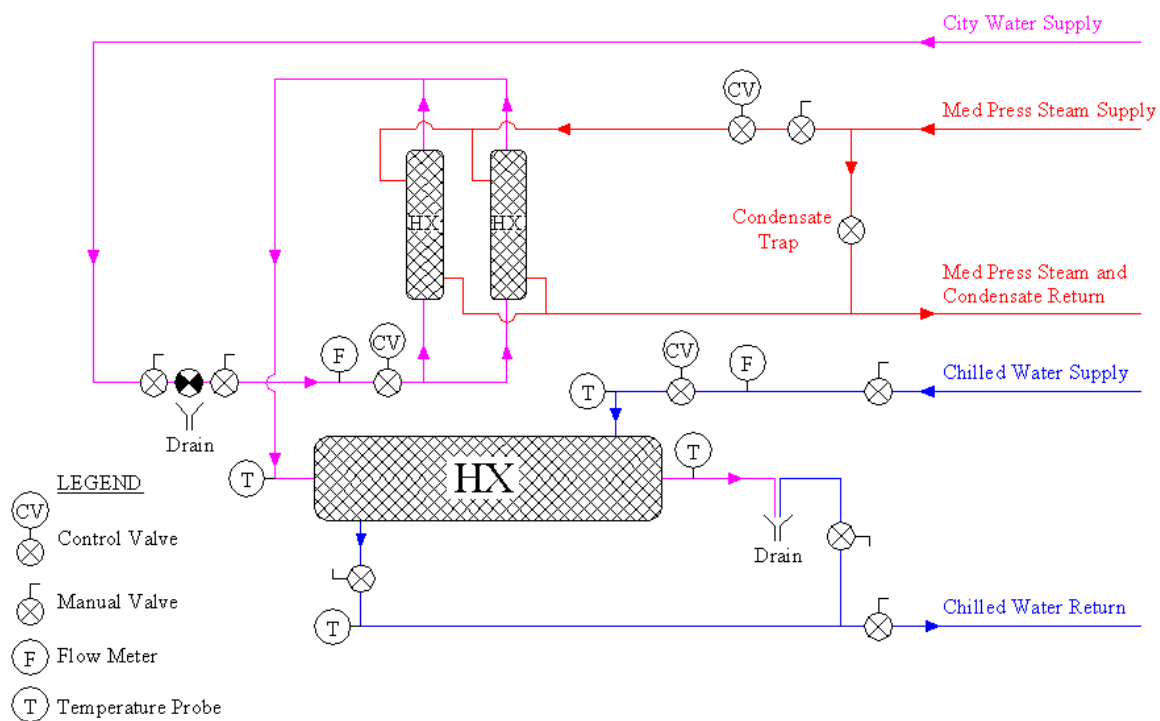 City Water Supply
CV
Med Press Steam Supply
HX
HX
Condensate
Trap
Med Press Steam and
Condensate Return
F
CV
CV
F
Chilled Water Supply
T
Drain
T
HX
T
LEGEND
CV
Control Valve
Drain
Manual Valve
T
Chilled Water Return
F
Flow Meter
T
Temperature Probe